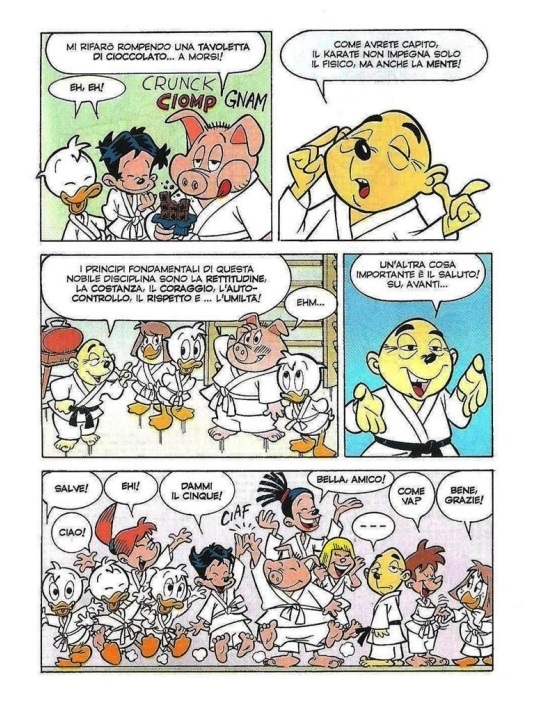 MI RIFARÒ ROMPENDO UNA TAVOLETTA
DI CIOCCOLATO... A MORSI!
EH, EH!
CRUNCK
CIOMP
GNAM
COME AVRETE CAPITO,
IL KARATE NON IMPEGNA SOLO
IL FISICO, MA ANCHE LA MENTE!
I PRINCIPI FONDAMENTALI DI QUESTA
NOBILE DISCIPLINA SONO LA RETTITUDINE,
LA COSTANZA, IL CORAGGIO, L'AUTO-
CONTROLLO, IL RISPETTO E ... L'UMILTÀ!
EHM...
UN'ALTRA COSA
IMPORTANTE È IL SALUTO!
SU, AVANTI...
SALVE!
CIAO!
EHI!
DAMMI
IL CINQUE!
CIAF
BELLA, AMICO!
---
COME
VA?
BENE,
GRAZIE!